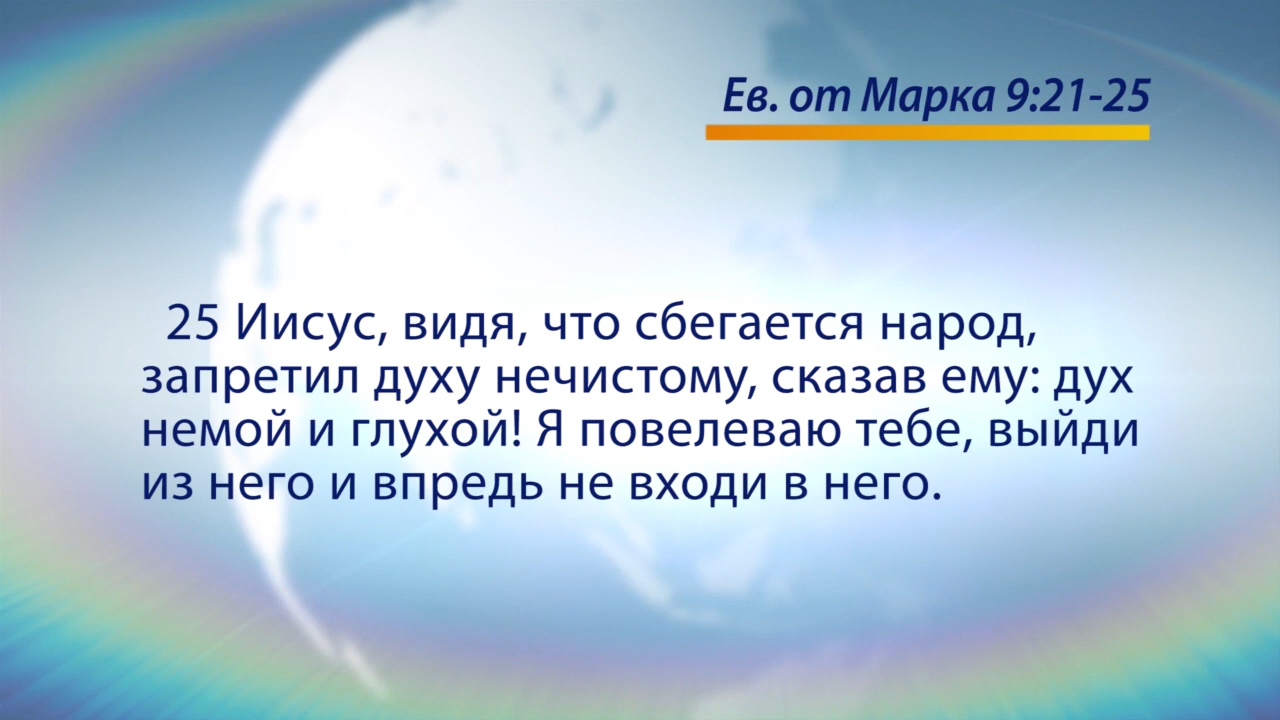 Ев. от Марка 9:21-25
25 Иисус, видя, что сбегается народ,
запретил духу нечистому, сказав ему: дух
немой и глухой! Я повелеваю тебе, выйди
из него и впредь не входи в него.